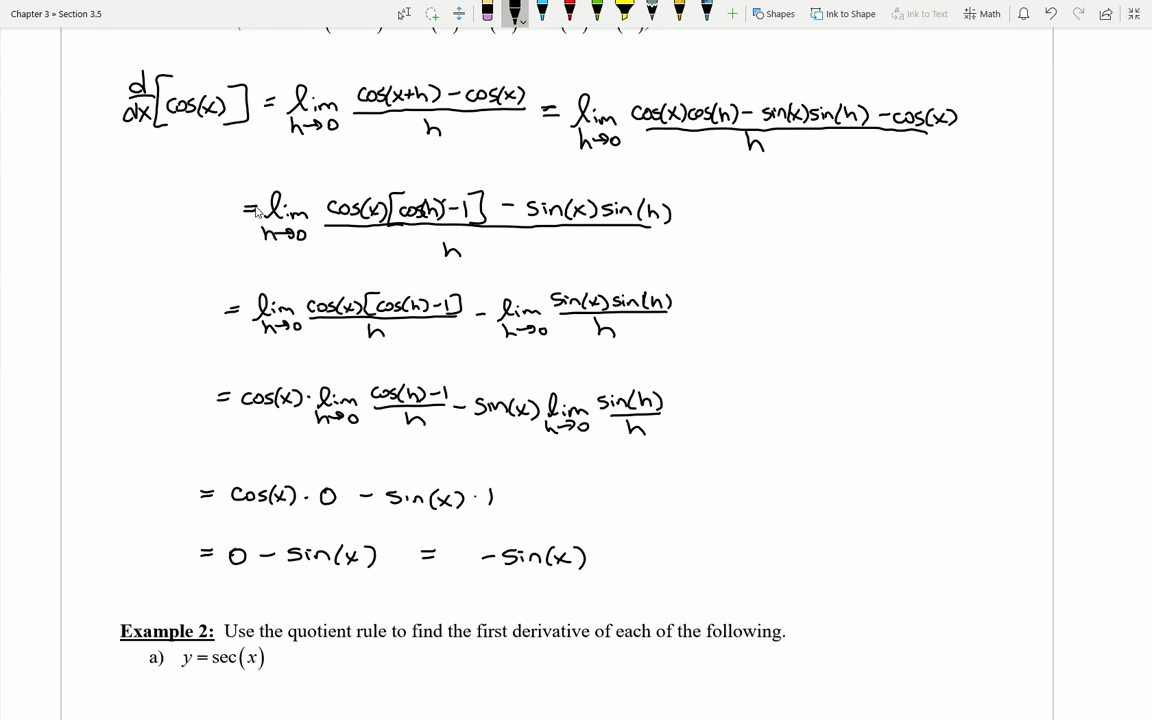 Chapter 3 » Section 3.5
Shapes Ink to Shape Ink to Text Math
d/dx [cos(x)] = lim h→0 (cos(x+h) - cos(x))/h = lim h→0 (cos(x)cos(h) - sin(x)sin(h) - cos(x))/h
= lim h→0 (cos(x)[cos(h)-1] - sin(x)sin(h))/h
= lim h→0 (cos(x)[cos(h)-1])/h - lim h→0 (sin(x)sin(h))/h
= cos(x)· lim h→0 (cos(h)-1)/h - sin(x) lim h→0 sin(h)/h
= cos(x)·0 - sin(x)·1
= 0 - sin(x) = -sin(x)
Example 2: Use the quotient rule to find the first derivative of each of the following.
a) y = sec(x)